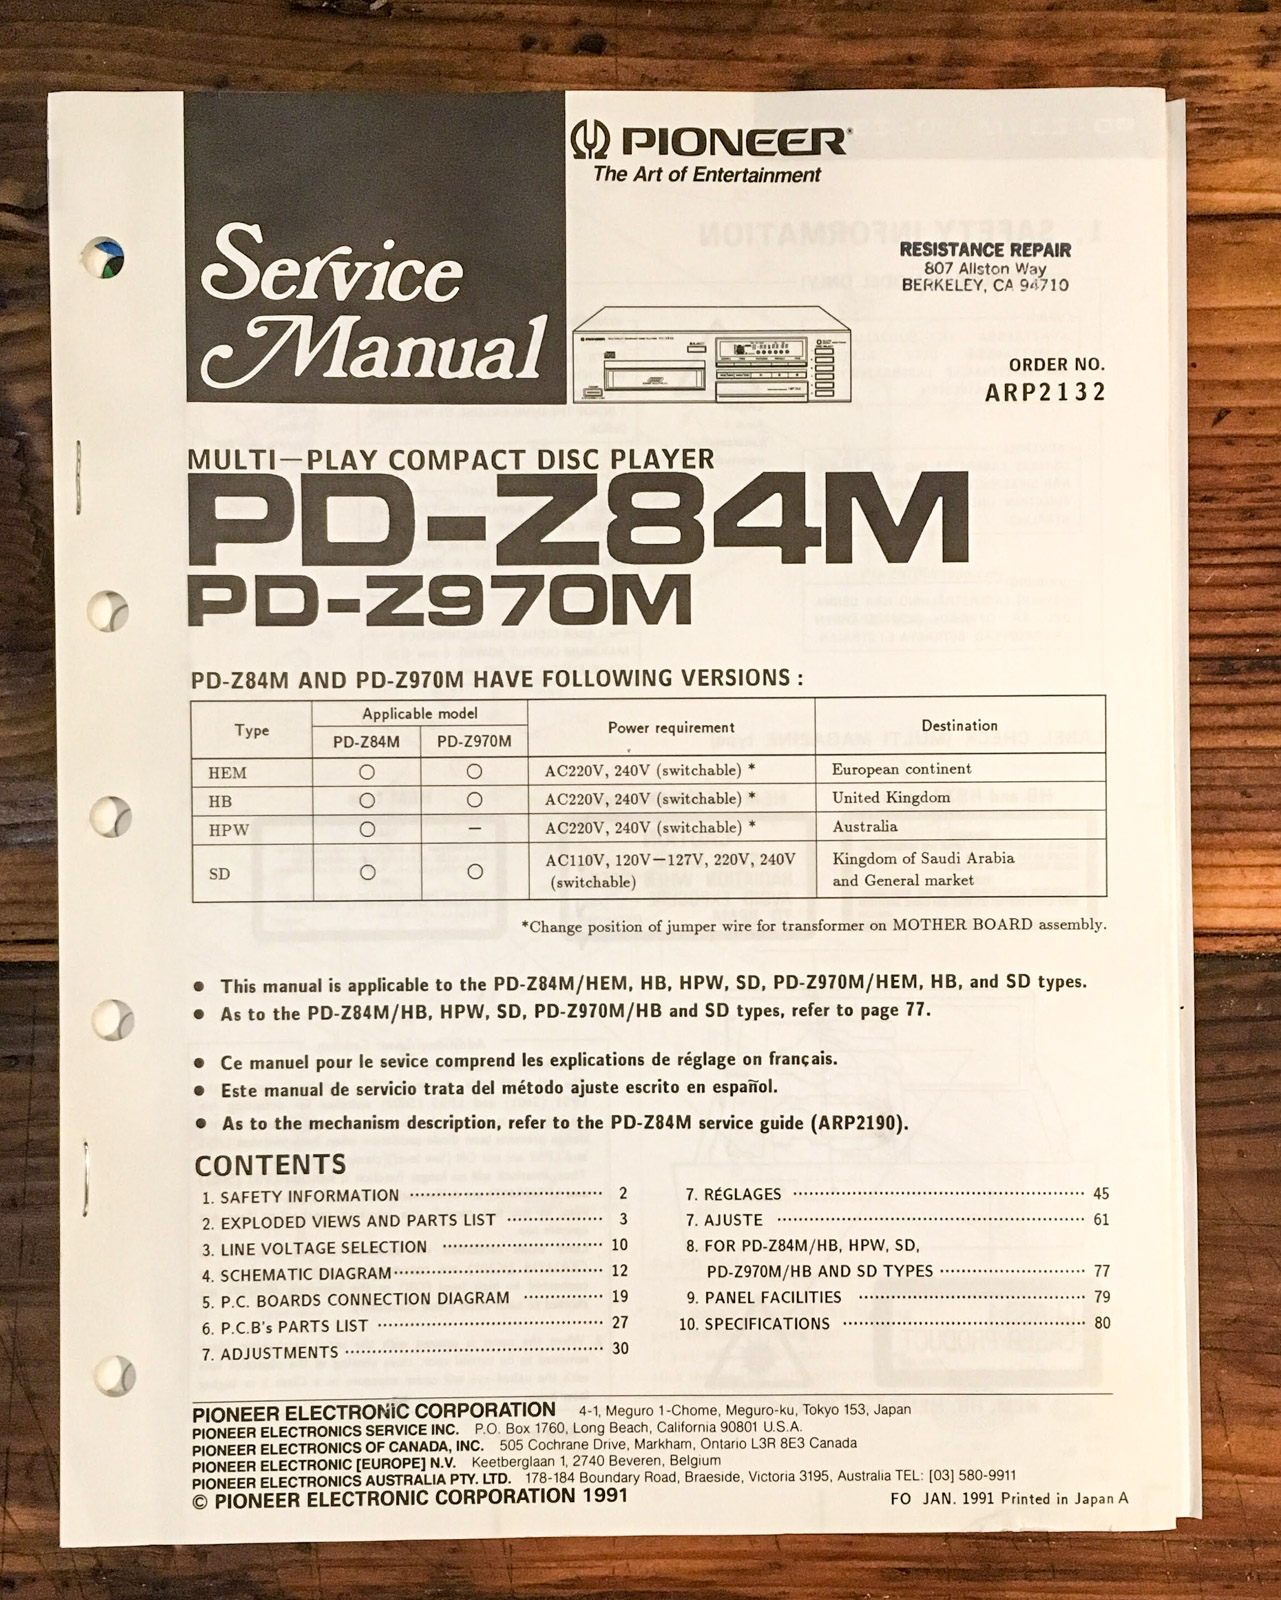 Service
Manual
PIONEER®
The Art of Entertainment
RESISTANCE REPAIR
807 Allston Way
BERKELEY, CA 94710
PIONEER
ORDER NO.
ARP2132
MULTI–PLAY COMPACT DISC PLAYER
PD-Z84M
PD-Z970M
PD-Z84M AND PD-Z970M HAVE FOLLOWING VERSIONS :
Type Applicable model Power requirement Destination
PD-Z84M PD-Z970M
HEM ○ ○ AC220V, 240V (switchable) * European continent
HB ○ ○ AC220V, 240V (switchable) * United Kingdom
HPW ○ – AC220V, 240V (switchable) * Australia
SD ○ ○ AC110V, 120V–127V, 220V, 240V Kingdom of Saudi Arabia
(switchable) and General market
*Change position of jumper wire for transformer on MOTHER BOARD assembly.
● This manual is applicable to the PD-Z84M/HEM, HB, HPW, SD, PD-Z970M/HEM, HB, and SD types.
● As to the PD-Z84M/HB, HPW, SD, PD-Z970M/HB and SD types, refer to page 77.
● Ce manuel pour le sevice comprend les explications de réglage on français.
● Este manual de servicio trata del método ajuste escrito en español.
● As to the mechanism description, refer to the PD-Z84M service guide (ARP2190).
CONTENTS
1. SAFETY INFORMATION ............ 2
2. EXPLODED VIEWS AND PARTS LIST ............ 3
3. LINE VOLTAGE SELECTION ............ 10
4. SCHEMATIC DIAGRAM ............ 12
5. P.C. BOARDS CONNECTION DIAGRAM ............ 19
6. P.C.B's PARTS LIST ............ 27
7. ADJUSTMENTS ............ 30
7. RÉGLAGES ............ 45
7. AJUSTE ............ 61
8. FOR PD-Z84M/HB, HPW, SD,
PD-Z970M/HB AND SD TYPES ............ 77
9. PANEL FACILITIES ............ 79
10. SPECIFICATIONS ............ 80
PIONEER ELECTRONIC CORPORATION 4-1, Meguro 1-Chome, Meguro-ku, Tokyo 153, Japan
PIONEER ELECTRONICS SERVICE INC. P.O. Box 1760, Long Beach, California 90801 U.S.A.
PIONEER ELECTRONICS OF CANADA, INC. 505 Cochrane Drive, Markham, Ontario L3R 8E3 Canada
PIONEER ELECTRONIC [EUROPE] N.V. Keetberglaan 1, 2740 Beveren, Belgium
PIONEER ELECTRONICS AUSTRALIA PTY. LTD. 178-184 Boundary Road, Braeside, Victoria 3195, Australia TEL: [03] 580-9911
© PIONEER ELECTRONIC CORPORATION 1991
FO JAN. 1991 Printed in Japan A